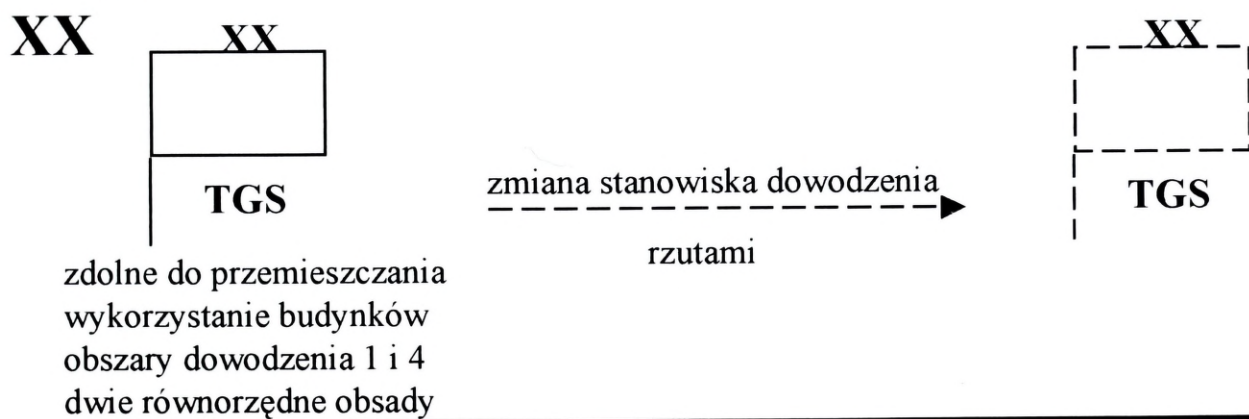 XX
XX
XX
TGS
TGS
zmiana stanowiska dowodzenia
rzutami
zdolne do przemieszczania
wykorzystanie budynków
obszary dowodzenia 1 i 4
dwie równorzędne obsady